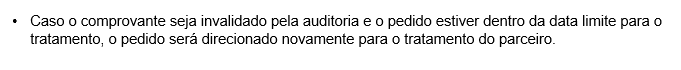 • Caso o comprovante seja invalidado pela auditoria e o pedido estiver dentro da data limite para o
tratamento, o pedido será direcionado novamente para o tratamento do parceiro.